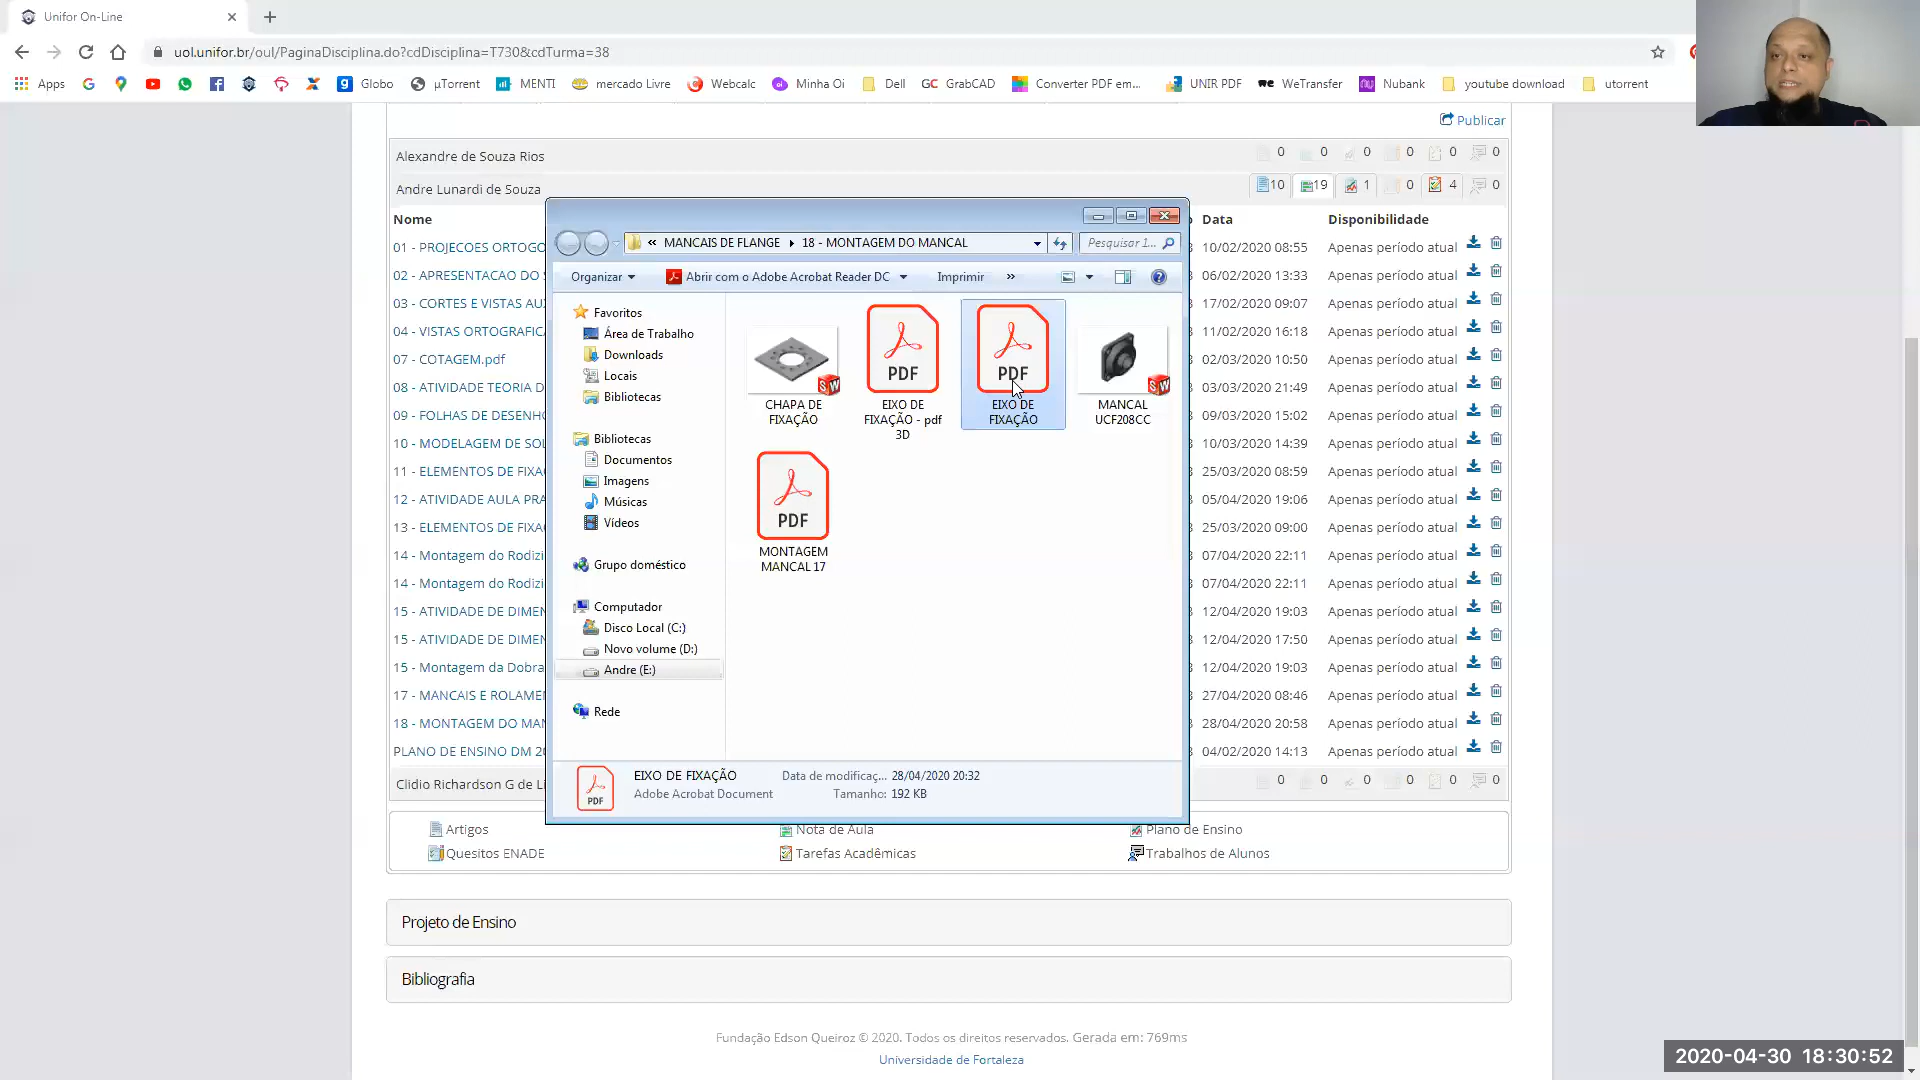 Unifor On-Line
uol.unifor.br/oul/PaginaDisciplina.do?cdDisciplina=T730&cdTurma=38
Apps
Globo
µTorrent
MENTI
mercado Livre
Webcalc
Minha Oi
Dell
GC GrabCAD
Converter PDF em...
UNIR PDF
we WeTransfer
Nubank
youtube download
utorrent
Publicar
Alexandre de Souza Rios 0 0 0 0 0 0
Andre Lunardi de Souza 10 19 1 0 4 0
Nome Data Disponibilidade
01 - PROJECOES ORTOGO 10/02/2020 08:55 Apenas período atual
02 - APRESENTACAO DO 06/02/2020 13:33 Apenas período atual
03 - CORTES E VISTAS AU 17/02/2020 09:07 Apenas período atual
04 - VISTAS ORTOGRAFIC 11/02/2020 16:18 Apenas período atual
07 - COTAGEM.pdf 02/03/2020 10:50 Apenas período atual
08 - ATIVIDADE TEORIA D 03/03/2020 21:49 Apenas período atual
09 - FOLHAS DE DESENH 09/03/2020 15:02 Apenas período atual
10 - MODELAGEM DE SOL 10/03/2020 14:39 Apenas período atual
11 - ELEMENTOS DE FIXA 25/03/2020 08:59 Apenas período atual
12 - ATIVIDADE AULA PRA 05/04/2020 19:06 Apenas período atual
13 - ELEMENTOS DE FIXA 25/03/2020 09:00 Apenas período atual
14 - Montagem do Rodizi 07/04/2020 22:11 Apenas período atual
14 - Montagem do Rodizi 07/04/2020 22:11 Apenas período atual
15 - ATIVIDADE DE DIMEN 12/04/2020 19:03 Apenas período atual
15 - ATIVIDADE DE DIMEN 12/04/2020 17:50 Apenas período atual
15 - Montagem da Dobra 12/04/2020 19:03 Apenas período atual
17 - MANCAIS E ROLAME 27/04/2020 08:46 Apenas período atual
18 - MONTAGEM DO MAN 28/04/2020 20:58 Apenas período atual
PLANO DE ENSINO DM 2 04/02/2020 14:13 Apenas período atual
Clidio Richardson G de Li 0 0 0 0 0 0
« MANCAIS DE FLANGE ▸ 18 - MONTAGEM DO MANCAL
Pesquisar 1...
Organizar
Abrir com o Adobe Acrobat Reader DC
Imprimir
»
Favoritos
Área de Trabalho
Downloads
Locais
Bibliotecas
Bibliotecas
Documentos
Imagens
Músicas
Vídeos
Grupo doméstico
Computador
Disco Local (C:)
Novo volume (D:)
Andre (E:)
Rede
SW
CHAPA DE
FIXAÇÃO
PDF
EIXO DE
FIXAÇÃO - pdf
3D
PDF
EIXO DE
FIXAÇÃO
SW
MANCAL
UCF208CC
PDF
MONTAGEM
MANCAL 17
PDF
EIXO DE FIXAÇÃO Data de modificaç... 28/04/2020 20:32
Adobe Acrobat Document Tamanho: 192 KB
Artigos Nota de Aula Plano de Ensino
Quesitos ENADE Tarefas Acadêmicas Trabalhos de Alunos
Projeto de Ensino
Bibliografia
Fundação Edson Queiroz © 2020. Todos os direitos reservados. Gerada em: 769ms
Universidade de Fortaleza
2020-04-30 18:30:52